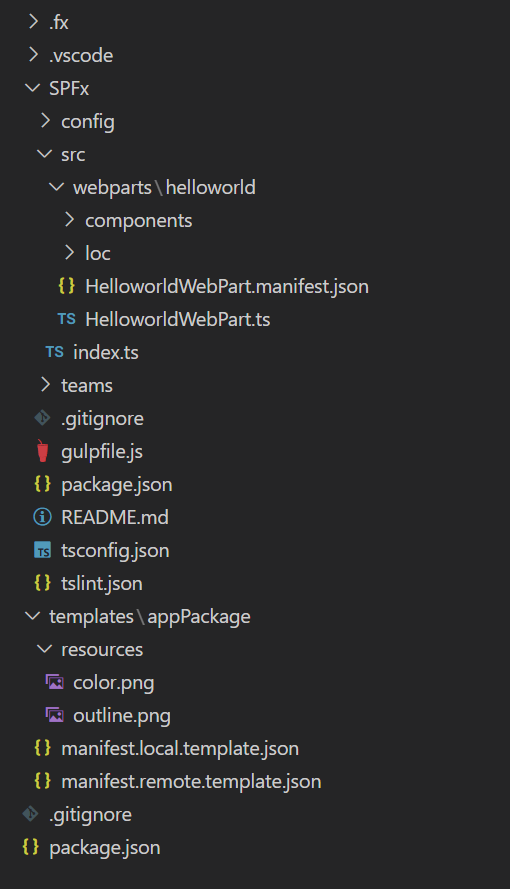 .fx
.vscode
SPFx
config
src
webparts\helloworld
components
loc
{} HelloworldWebPart.manifest.json
TS HelloworldWebPart.ts
TS index.ts
teams
.gitignore
gulpfile.js
{} package.json
README.md
TS tsconfig.json
{} tslint.json
templates\appPackage
resources
color.png
outline.png
{} manifest.local.template.json
{} manifest.remote.template.json
.gitignore
{} package.json